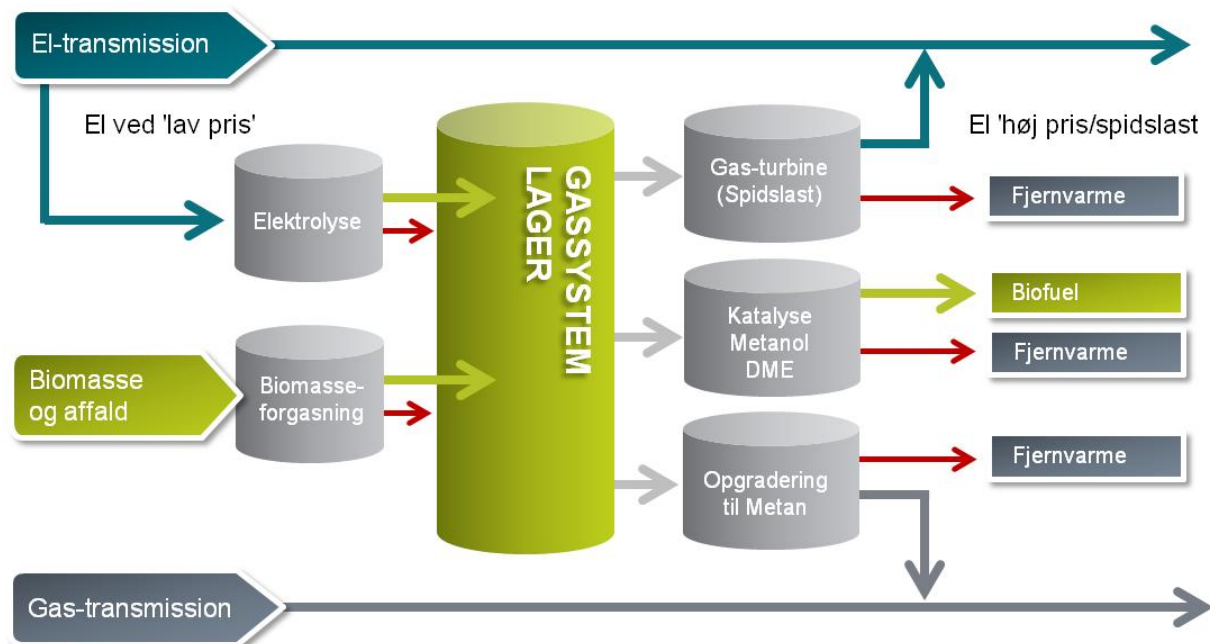 El-transmission
El ved 'lav pris'
El 'høj pris/spidslast
Elektrolyse
GASSYSTEM
LAGER
Gas-turbine
(Spidslast)
Fjernvarme
Biomasse
og affald
Biomasse-
forgasning
Katalyse
Metanol
DME
Biofuel
Fjernvarme
Opgradering
til Metan
Fjernvarme
Gas-transmission